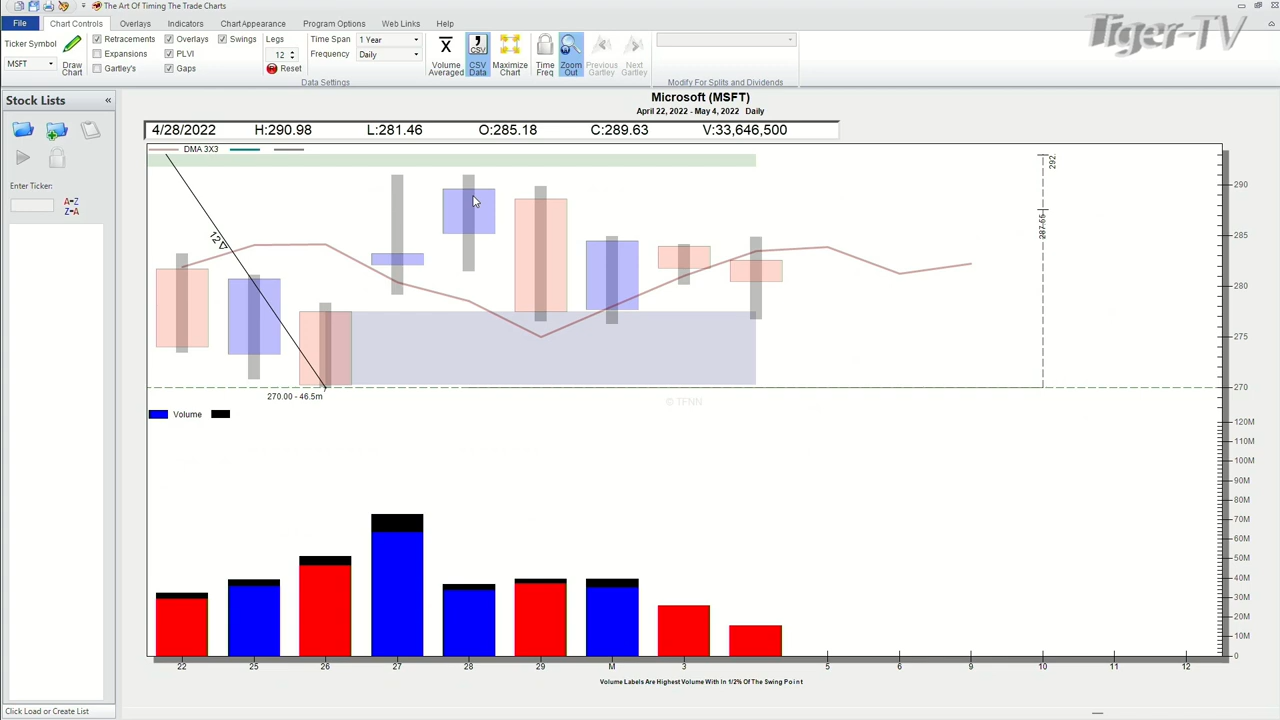 The Art Of Timing The Trade Charts
File Chart Controls Overlays Indicators Chart Appearance Program Options Web Links Help
Tiger-TV
Ticker Symbol
MSFT
Draw
Chart
Retracements
Expansions
Gartley's
Overlays
PLVI
Gaps
Swings
Legs
12
Reset
Time Span 1 Year
Frequency Daily
Data Settings
Volume
Averaged
CSV
CSV
Data
Maximize
Chart
Time
Freq
Zoom
Out
Previous
Gartley
Next
Gartley
Modify For Splits and Dividends
Stock Lists «
Enter Ticker:
A-Z
Z-A
Click Load or Create List
Microsoft (MSFT)
April 22, 2022 - May 4, 2022 Daily
4/28/2022 H:290.98 L:281.46 O:285.18 C:289.63 V:33,646,500
DMA 3X3
12
292.
287.55
290
285
280
275
270
270.00 - 46.5m
© TFNN
Volume
120M
110M
100M
90M
80M
70M
60M
50M
40M
30M
20M
10M
0
22 25 26 27 28 29 M 3 5 6 9 10 11 12
Volume Labels Are Highest Volume With In 1/2% Of The Swing Point